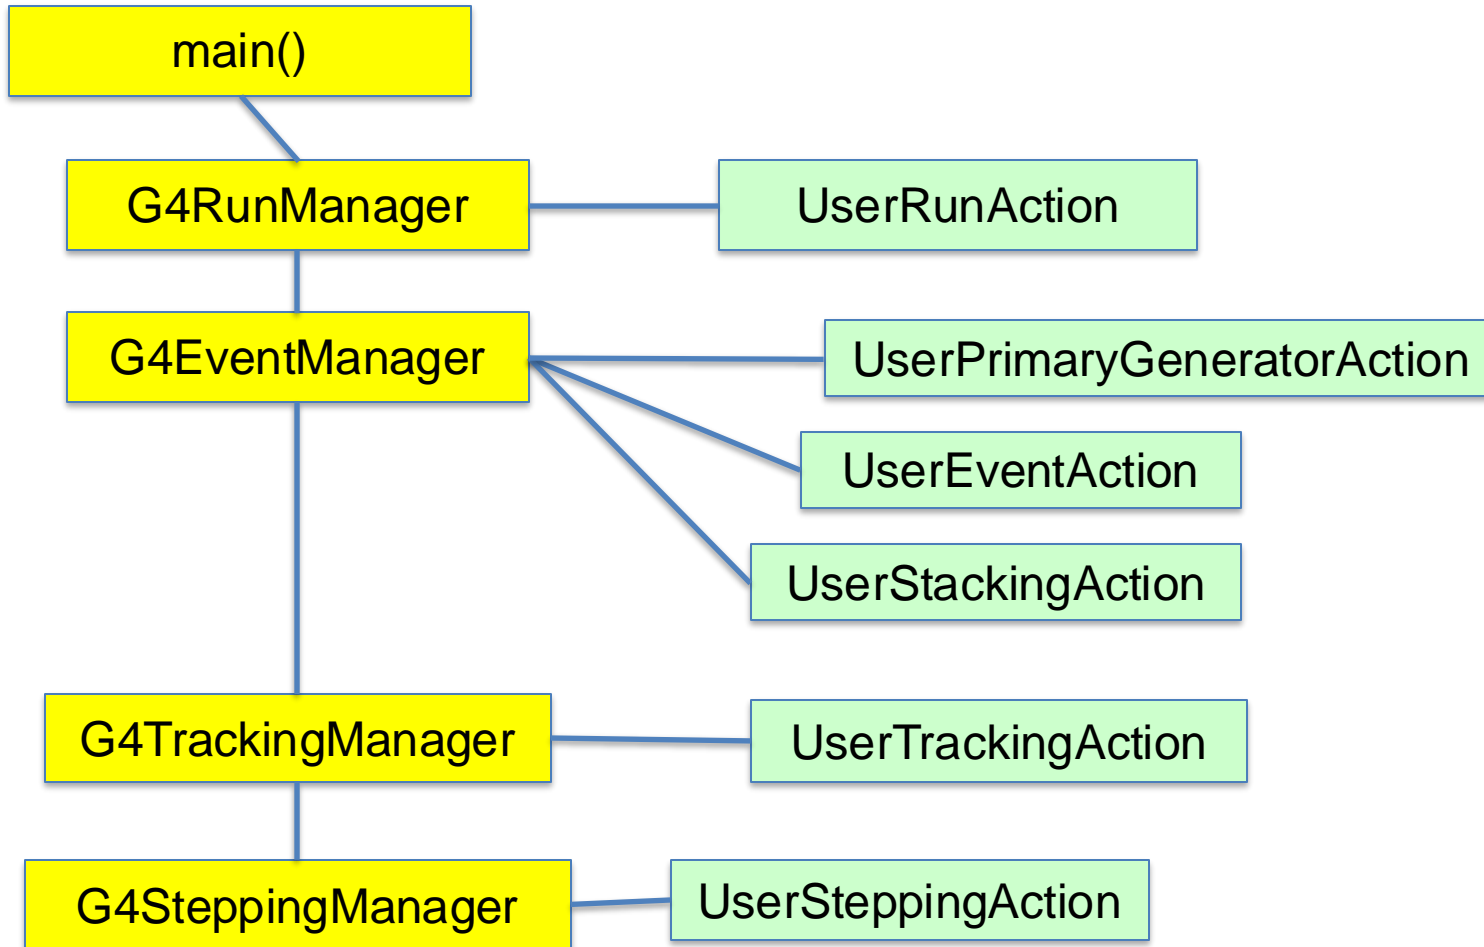 main()
G4RunManager
UserRunAction
G4EventManager
UserPrimaryGeneratorAction
UserEventAction
UserStackingAction
G4TrackingManager
UserTrackingAction
G4SteppingManager
UserSteppingAction